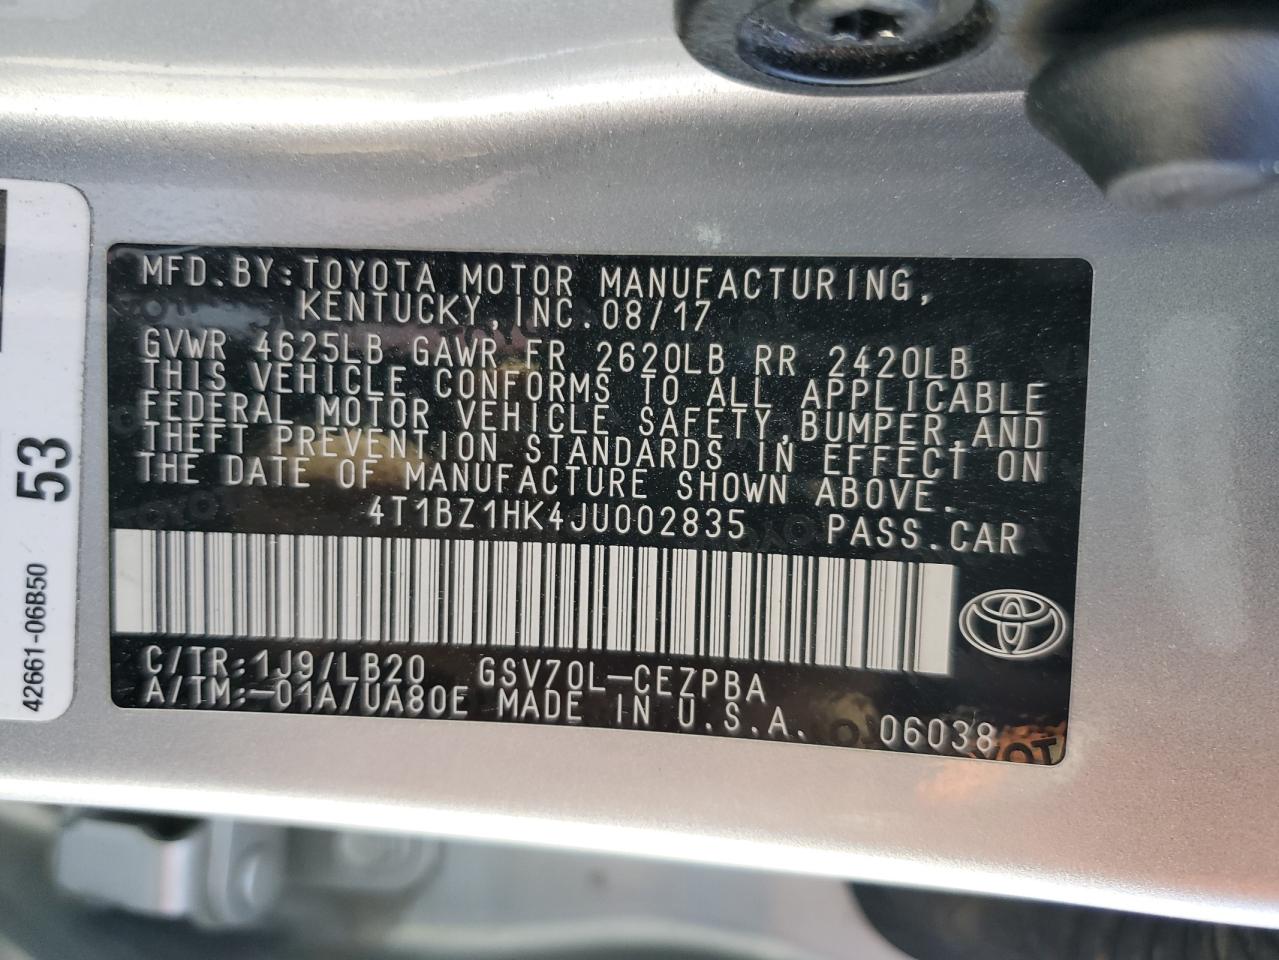 MFD.BY:TOYOTA MOTOR MANUFACTURING,
KENTUCKY,INC.08/17
GVWR 4625LB GAWR FR 2620LB RR 2420LB
THIS VEHICLE CONFORMS TO ALL APPLICABLE
FEDERAL MOTOR VEHICLE SAFETY,BUMPER,AND
THEFT PREVENTION STANDARDS IN EFFECT ON
THE DATE OF MANUFACTURE SHOWN ABOVE.
4T1BZ1HK4JU002835 PASS.CAR
C/TR:1J9/LB20 GSV70L-CEZPBA
A/TM:-01A/UA80E MADE IN U.S.A. 06038
53
42661-06B50